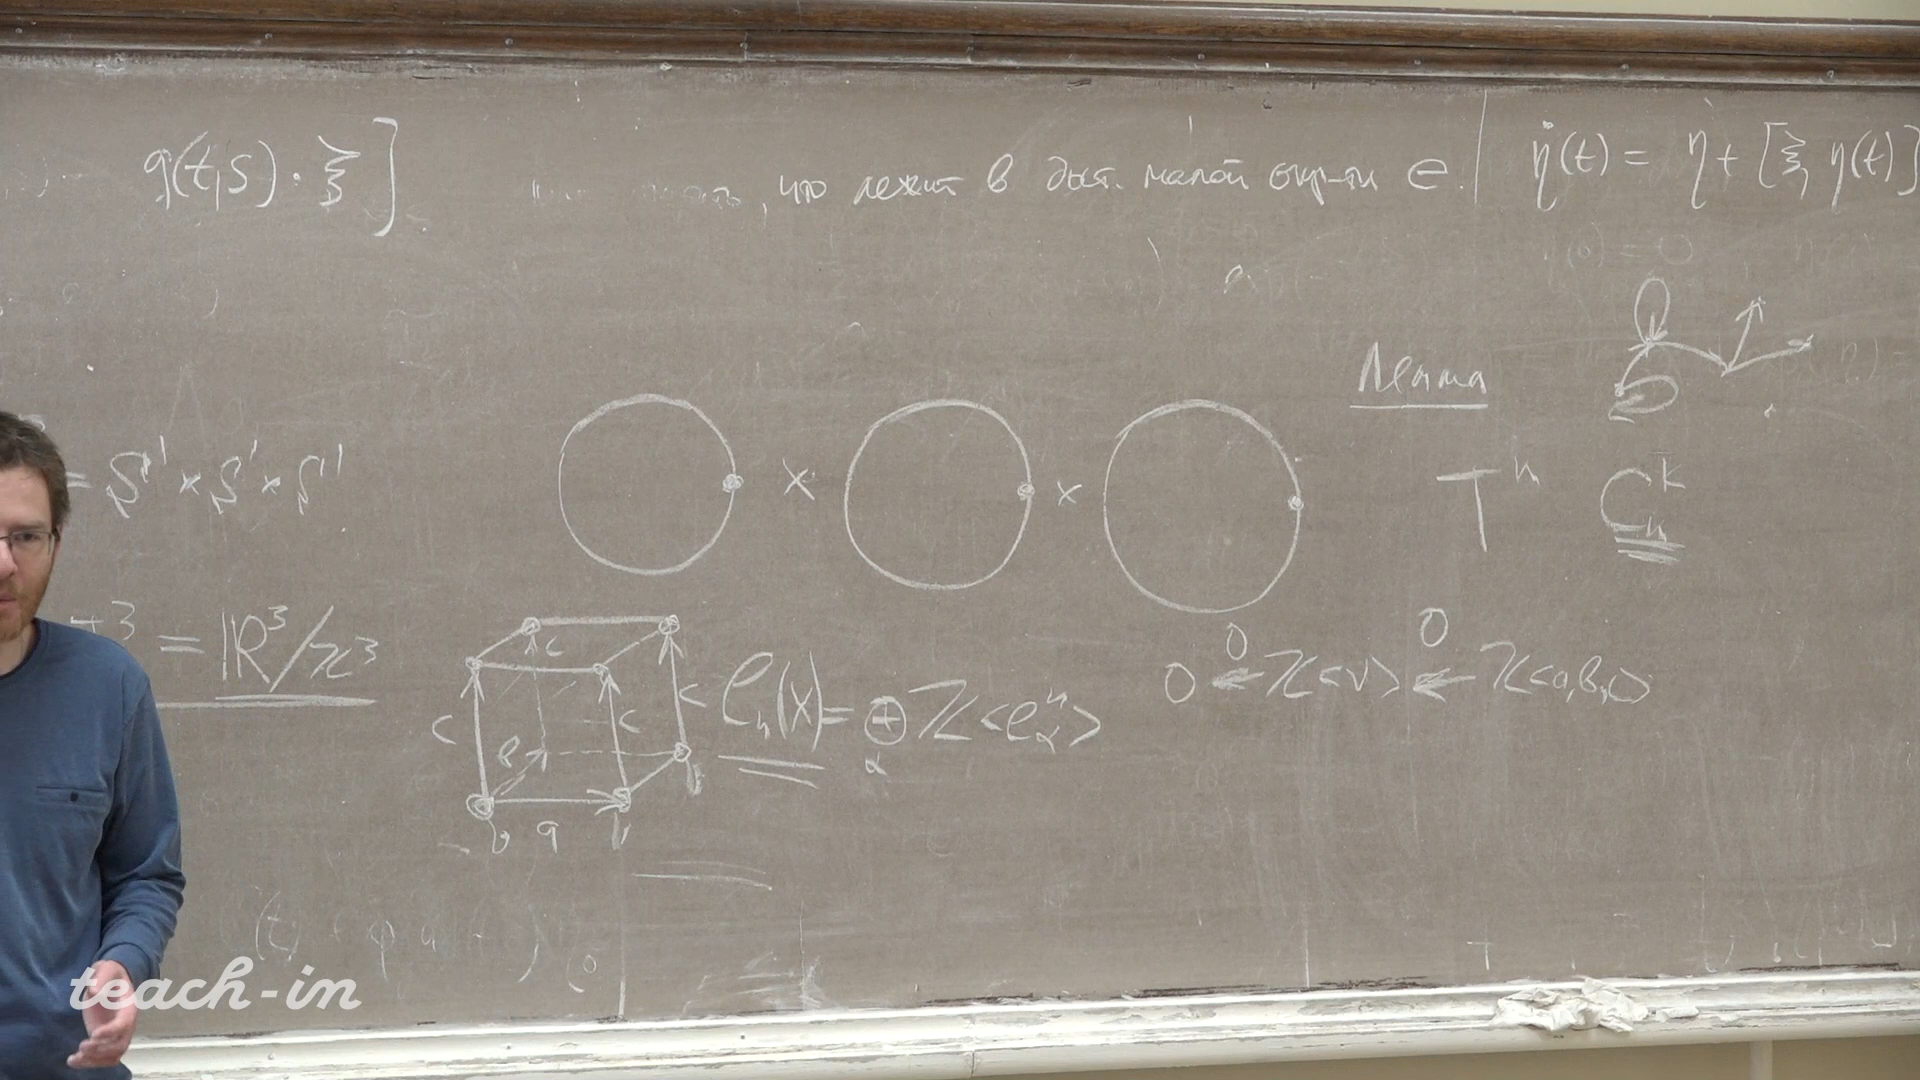 g(t,s)·ξ]
, что лежит в дост. малой окр-ти e.
η̇(t) = η + [ξ, η(t)]
Лемма
= S¹ × S¹ × S¹
× ×
Tⁿ Cₙᵏ
T³ = ℝ³/ℤ³
c c c c
e
v a v v
Cₙ(X) = ⊕ ℤ<eₐⁿ>
α
0 ←0 ℤ<v> ←0 ℤ<a,b,c>
teach-in